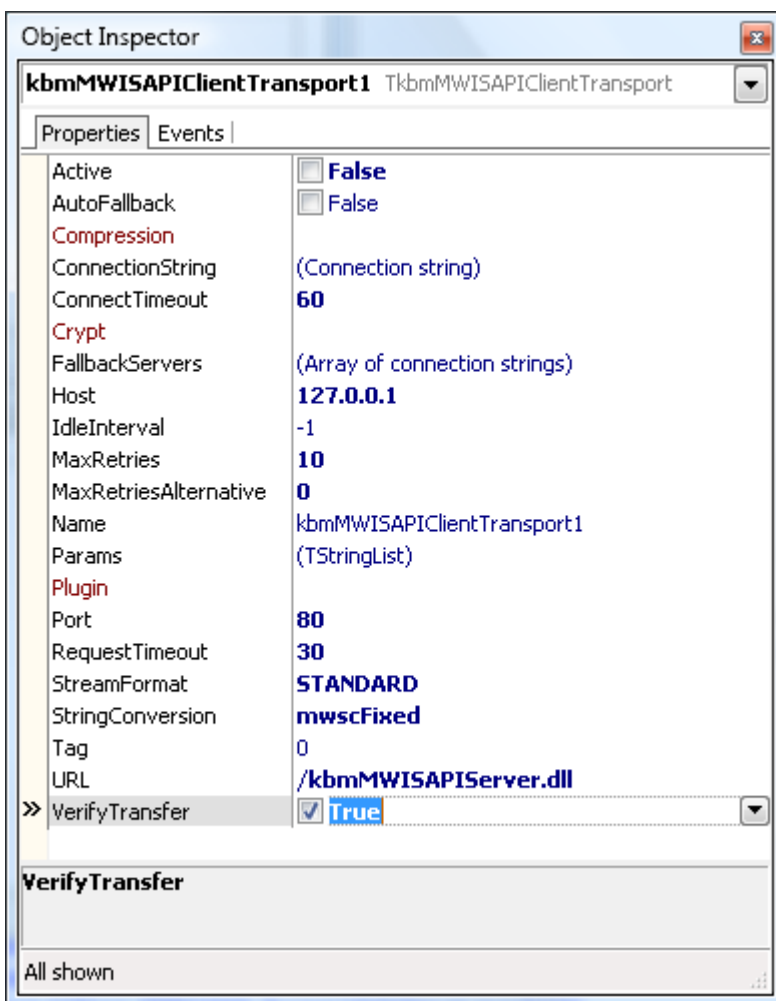 Object Inspector
kbmMWISAPIClientTransport1 TkbmMWISAPIClientTransport
Properties Events
Active False
AutoFallback False
Compression
ConnectionString (Connection string)
ConnectTimeout 60
Crypt
FallbackServers (Array of connection strings)
Host 127.0.0.1
IdleInterval -1
MaxRetries 10
MaxRetriesAlternative 0
Name kbmMWISAPIClientTransport1
Params (TStringList)
Plugin
Port 80
RequestTimeout 30
StreamFormat STANDARD
StringConversion mwscFixed
Tag 0
URL /kbmMWISAPIServer.dll
» VerifyTransfer True
VerifyTransfer
All shown